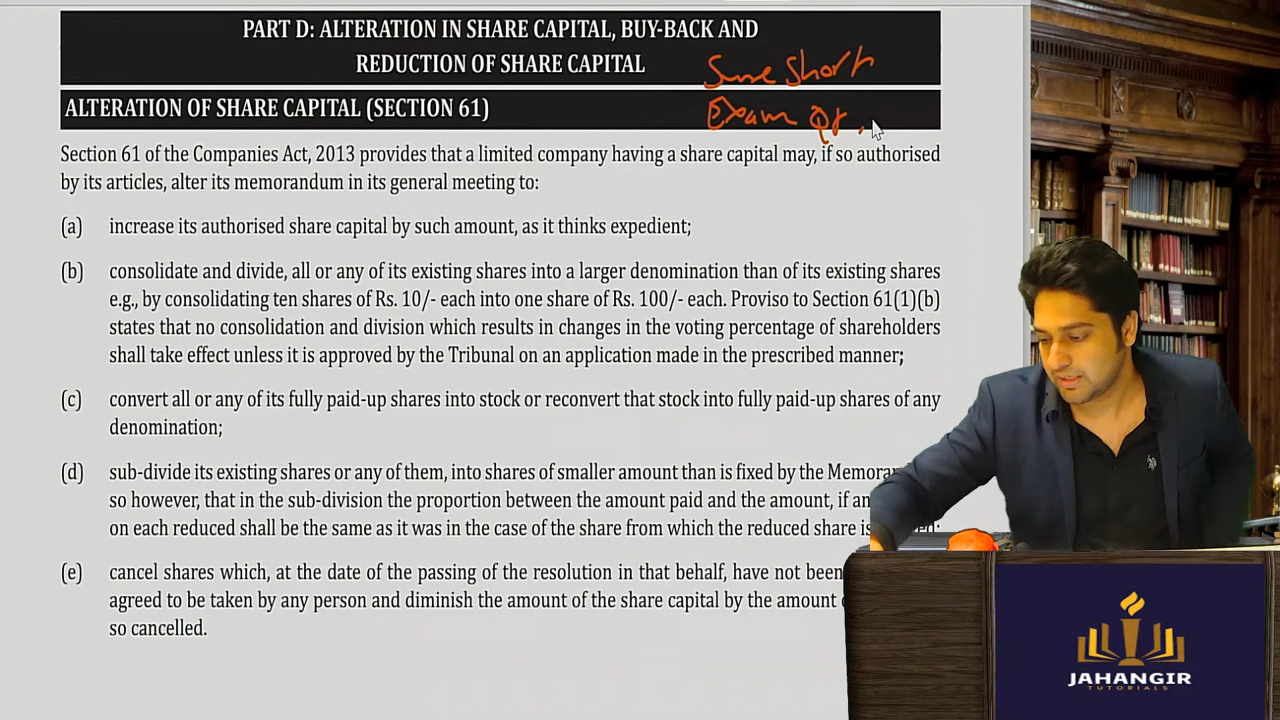 PART D: ALTERATION IN SHARE CAPITAL, BUY-BACK AND
REDUCTION OF SHARE CAPITAL
Sure Short
ALTERATION OF SHARE CAPITAL (SECTION 61)
Exam
Section 61 of the Companies Act, 2013 provides that a limited company having a share capital may, if so authorised
by its articles, alter its memorandum in its general meeting to:
(a) increase its authorised share capital by such amount, as it thinks expedient;
(b) consolidate and divide, all or any of its existing shares into a larger denomination than of its existing shares
e.g., by consolidating ten shares of Rs. 10/- each into one share of Rs. 100/- each. Proviso to Section 61(1)(b)
states that no consolidation and division which results in changes in the voting percentage of shareholders
shall take effect unless it is approved by the Tribunal on an application made in the prescribed manner;
(c) convert all or any of its fully paid-up shares into stock or reconvert that stock into fully paid-up shares of any
denomination;
(d) sub-divide its existing shares or any of them, into shares of smaller amount than is fixed by the
so however, that in the sub-division the proportion between the amount paid and the amount, if
on each reduced shall be the same as it was in the case of the share from which the reduced share is
(e) cancel shares which, at the date of the passing of the resolution in that behalf, have not been
agreed to be taken by any person and diminish the amount of the share capital by the amount
so cancelled.
JAHANGIR
TUTORIALS